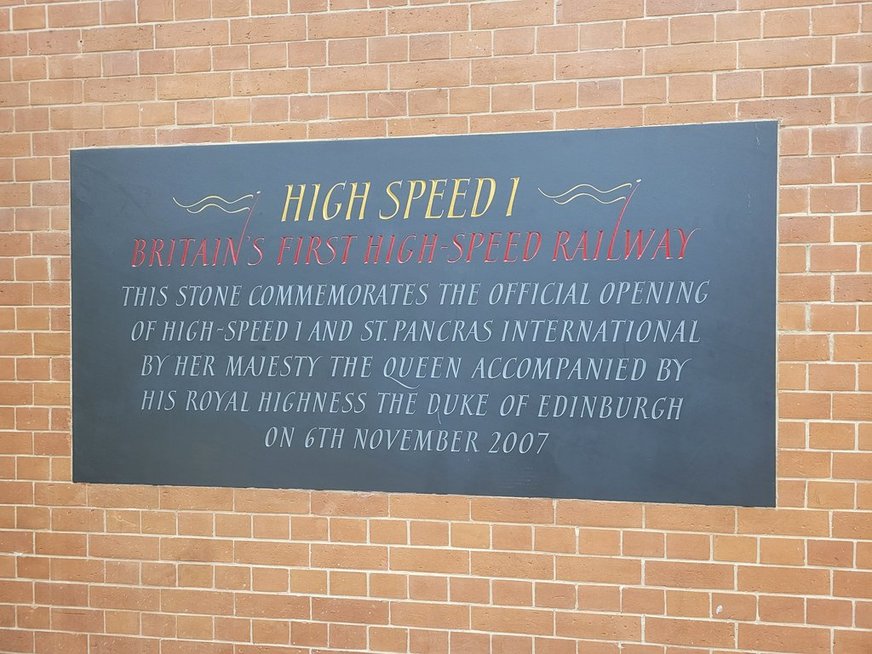 HIGH SPEED 1
BRITAIN'S FIRST HIGH-SPEED RAILWAY
THIS STONE COMMEMORATES THE OFFICIAL OPENING
OF HIGH-SPEED 1 AND ST. PANCRAS INTERNATIONAL
BY HER MAJESTY THE QUEEN ACCOMPANIED BY
HIS ROYAL HIGHNESS THE DUKE OF EDINBURGH
ON 6TH NOVEMBER 2007